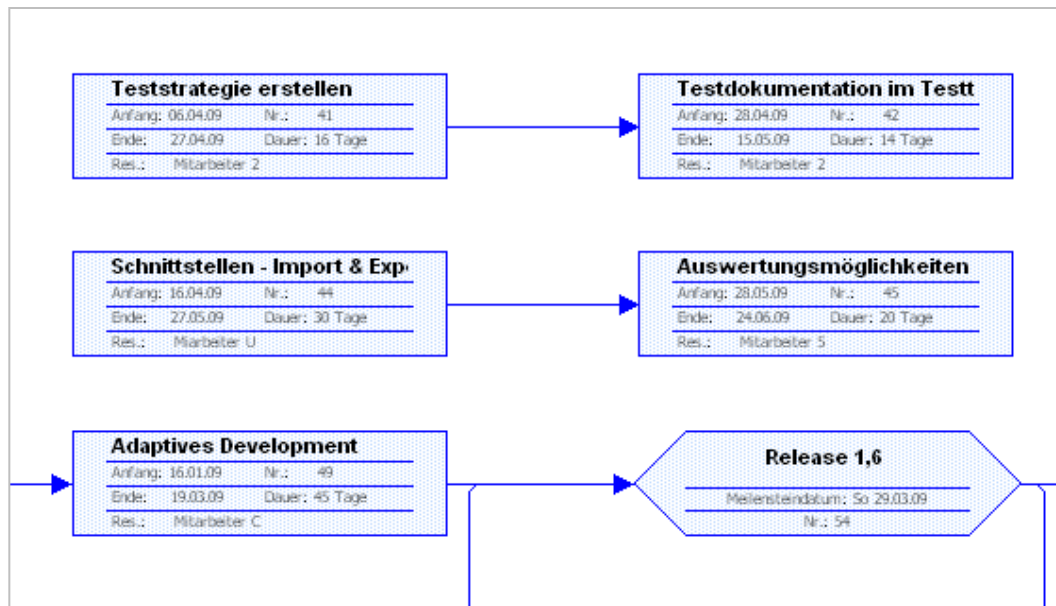 Teststrategie erstellen
Anfang: 06.04.09 Nr.: 41
Ende: 27.04.09 Dauer: 16 Tage
Res.: Mitarbeiter 2
Testdokumentation im Testt
Anfang: 28.04.09 Nr.: 42
Ende: 15.05.09 Dauer: 14 Tage
Res.: Mitarbeiter 2
Schnittstellen - Import & Exp
Anfang: 16.04.09 Nr.: 44
Ende: 27.05.09 Dauer: 30 Tage
Res.: Miarbeiter U
Auswertungsmöglichkeiten
Anfang: 28.05.09 Nr.: 45
Ende: 24.06.09 Dauer: 20 Tage
Res.: Mitarbeiter 5
Adaptives Development
Anfang: 16.01.09 Nr.: 49
Ende: 19.03.09 Dauer: 45 Tage
Res.: Mitarbeiter C
Release 1,6
Meilensteindatum: So 29.03.09
Nr.: 54